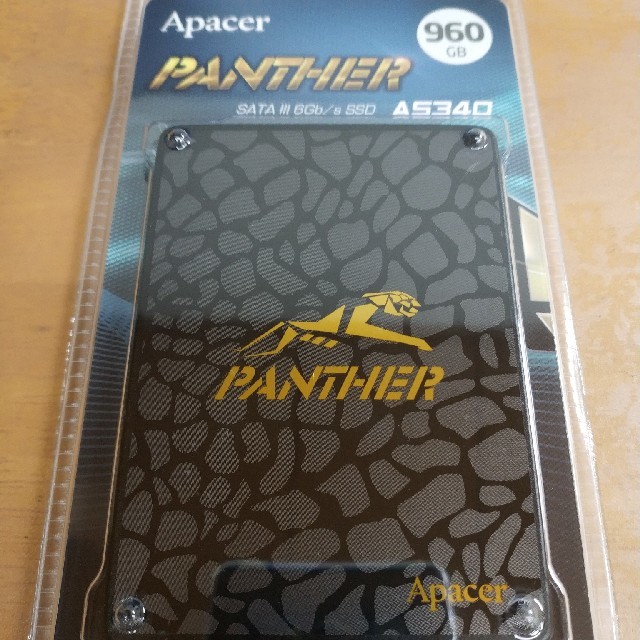 Apacer
960
GB
PANTHER
SATA III 6Gb/s SSD AS340
PANTHER
Apacer